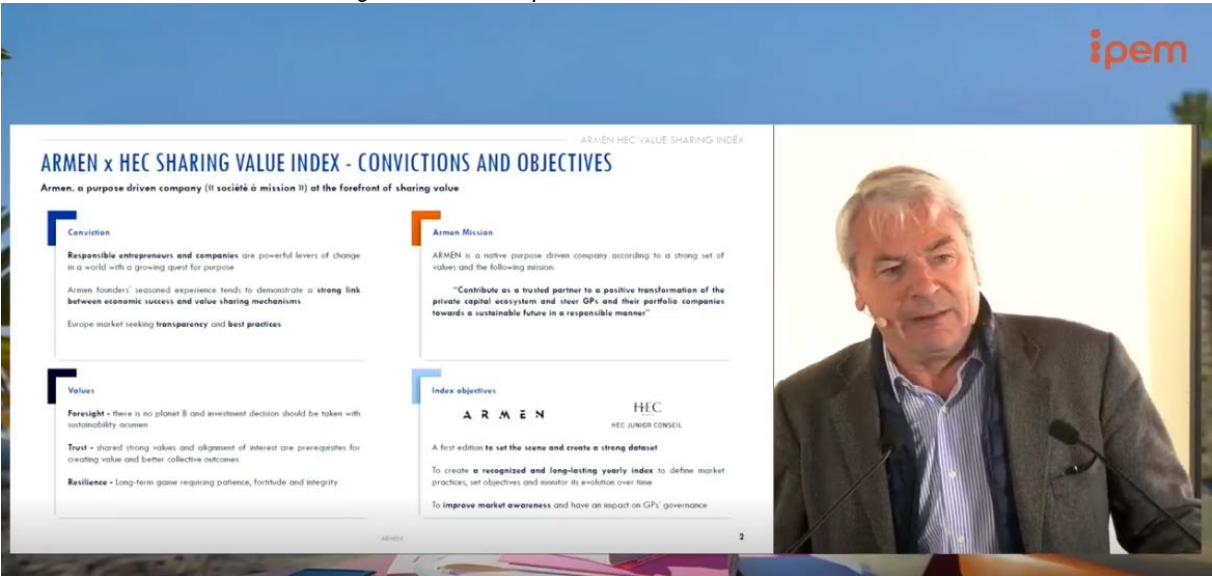 ipem
ARMEN HEC VALUE SHARING INDEX
ARMEN x HEC SHARING VALUE INDEX - CONVICTIONS AND OBJECTIVES
Armen, a purpose driven company (« société à mission ») at the forefront of sharing value
Conviction
Responsible entrepreneurs and companies are powerful levers of change
in a world with a growing quest for purpose
Armen founders' seasoned experience tends to demonstrate a strong link
between economic success and value sharing mechanisms
Europe market seeking transparency and best practices
Armen Mission
ARMEN is a native purpose driven company according to a strong set of
values and the following mission:
"Contribute as a trusted partner to a positive transformation of the
private capital ecosystem and steer GPs and their portfolio companies
towards a sustainable future in a responsible manner"
Values
Foresight - there is no planet B and investment decision should be taken with
sustainability acumen
Trust - shared strong values and alignment of interest are prerequisites for
creating value and better collective outcomes
Resilience - Long-term game requiring patience, fortitude and integrity
Index objectives
ARMEN
HEC
HEC JUNIOR CONSEIL
A first edition to set the scene and create a strong dataset
To create a recognized and long-lasting yearly index to define market
practices, set objectives and monitor its evolution over time
To improve market awareness and have an impact on GPs' governance
ARMEN
2